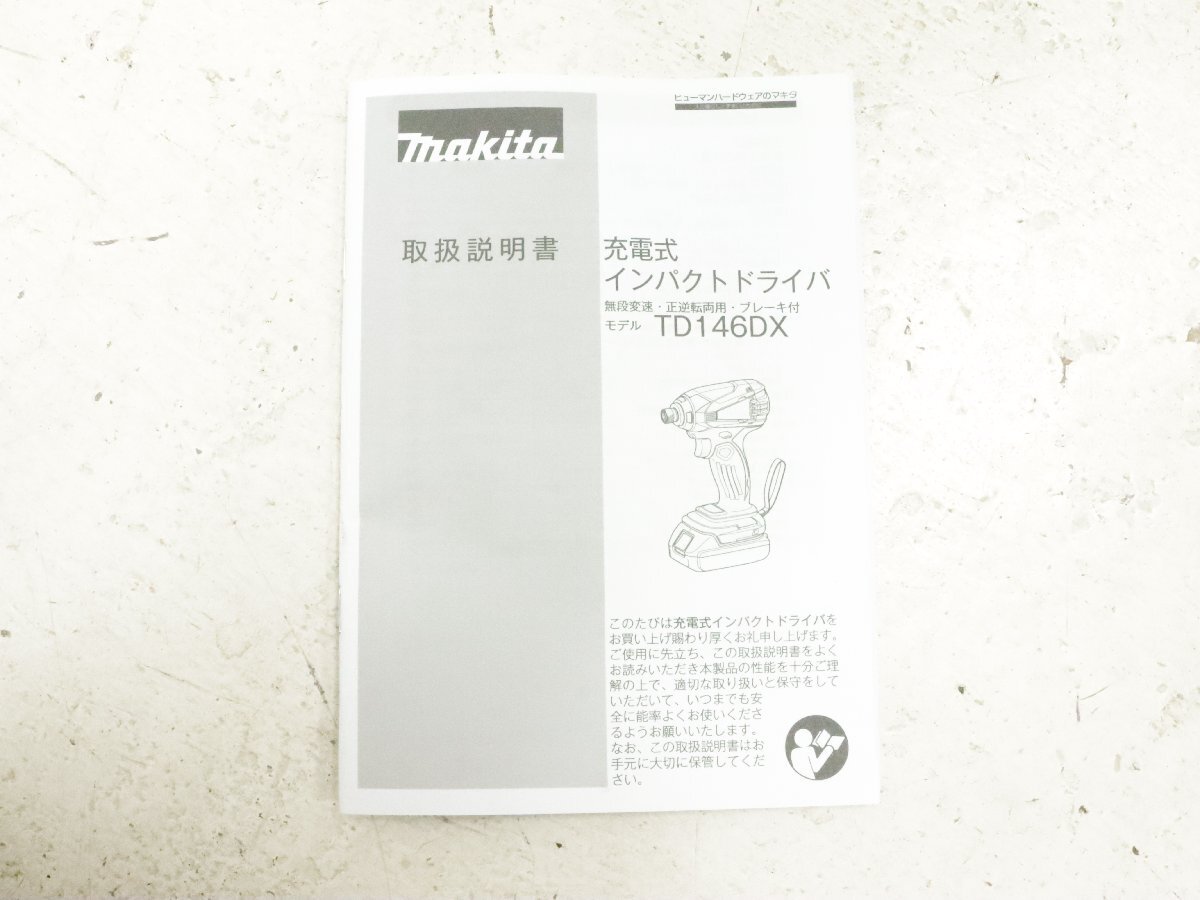 ヒューマンハードウェアのマキタ
makita
取扱説明書
充電式
インパクトドライバ
無段変速・正逆転両用・ブレーキ付
モデル TD146DX
このたびは充電式インパクトドライバを
お買い上げ賜わり厚くお礼申し上げます。
ご使用に先立ち、この取扱説明書をよく
お読みいただき本製品の性能を十分ご理
解の上で、適切な取り扱いと保守をして
いただいて、いつまでも安
全に能率よくお使いくださ
るようお願いいたします。
なお、この取扱説明書はお
手元に大切に保管してくだ
さい。